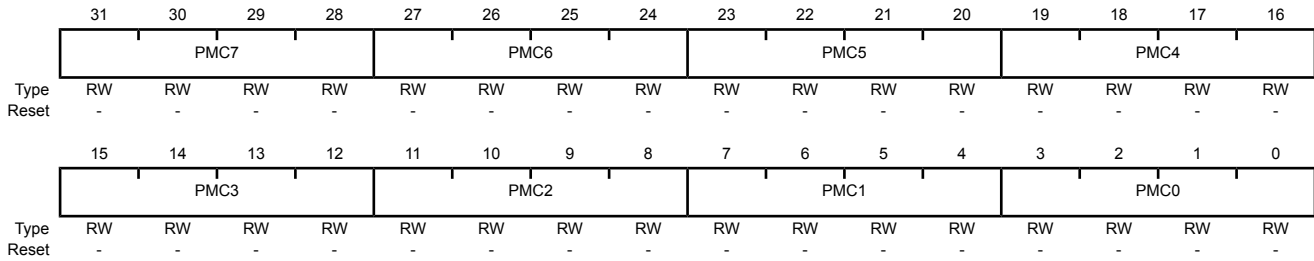 31 30 29 28 27 26 25 24 23 22 21 20 19 18 17 16
PMC7 PMC6 PMC5 PMC4
Type RW RW RW RW RW RW RW RW RW RW RW RW RW RW RW RW
Reset - - - - - - - - - - - - - - - -
15 14 13 12 11 10 9 8 7 6 5 4 3 2 1 0
PMC3 PMC2 PMC1 PMC0
Type RW RW RW RW RW RW RW RW RW RW RW RW RW RW RW RW
Reset - - - - - - - - - - - - - - - -